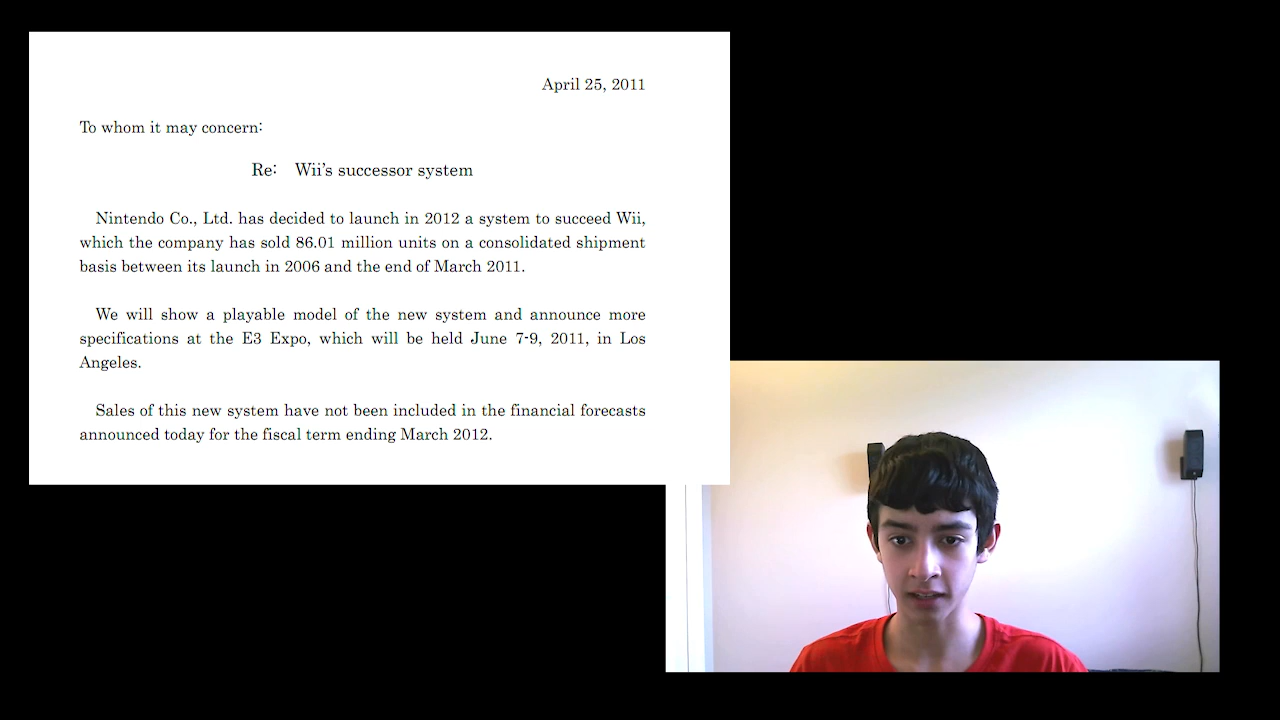 April 25, 2011
To whom it may concern:
Re: Wii's successor system
Nintendo Co., Ltd. has decided to launch in 2012 a system to succeed Wii,
which the company has sold 86.01 million units on a consolidated shipment
basis between its launch in 2006 and the end of March 2011.
We will show a playable model of the new system and announce more
specifications at the E3 Expo, which will be held June 7-9, 2011, in Los
Angeles.
Sales of this new system have not been included in the financial forecasts
announced today for the fiscal term ending March 2012.